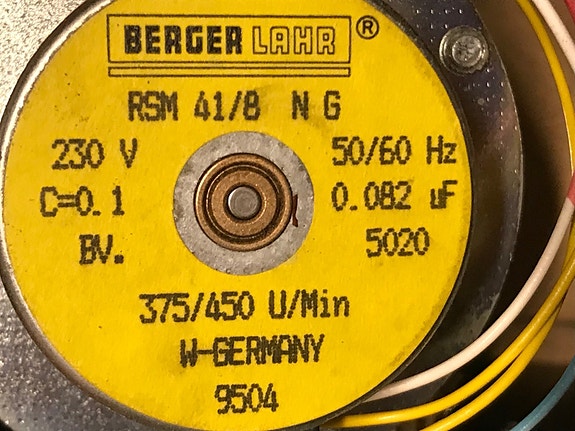 BERGER LAHR ®
RSM 41/8 N G
230 V 50/60 Hz
C=0.1 0.082 uF
BV. 5020
375/450 U/Min
W-GERMANY
9504